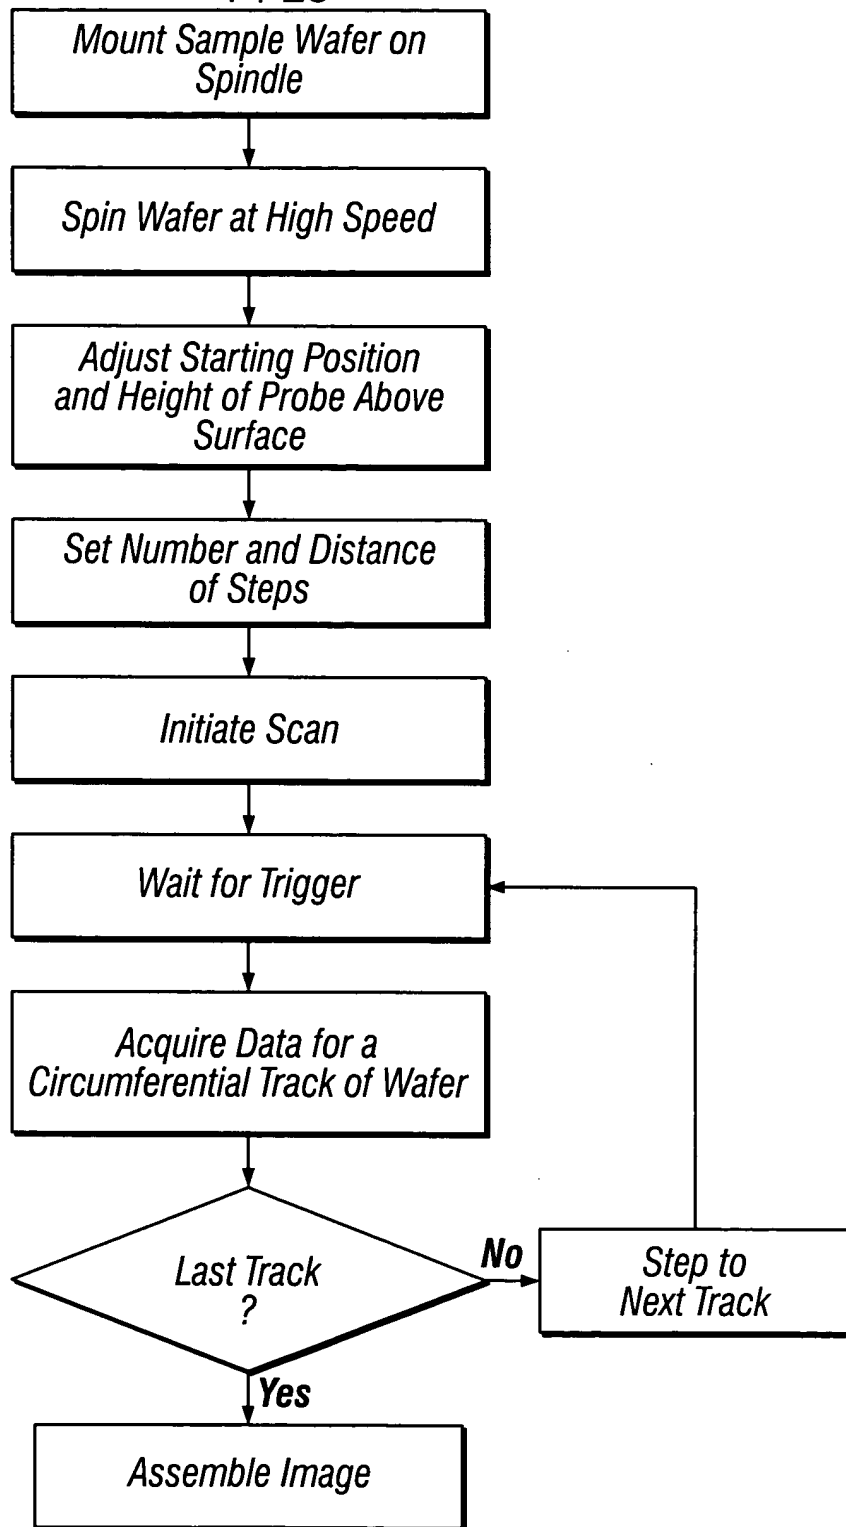 Mount Sample Wafer on
Spindle
Spin Wafer at High Speed
Adjust Starting Position
and Height of Probe Above
Surface
Set Number and Distance
of Steps
Initiate Scan
Wait for Trigger
Acquire Data for a
Circumferential Track of Wafer
Last Track
?
No
Step to
Next Track
Yes
Assemble Image